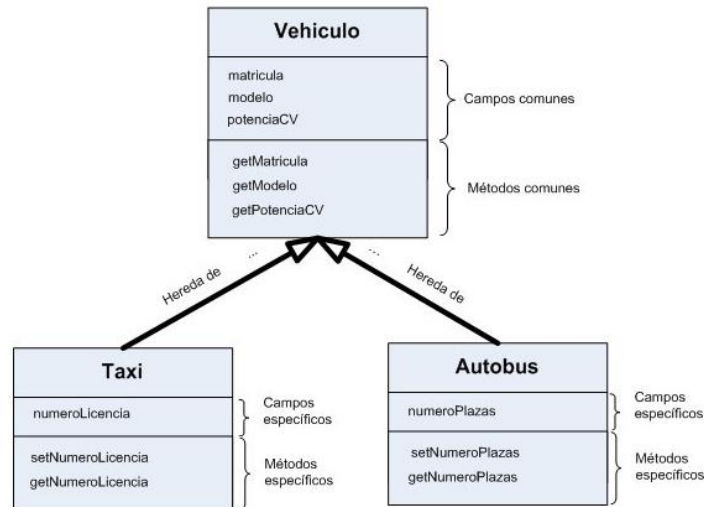 Vehiculo
matricula
modelo
potenciaCV
Campos comunes
getMatricula
getModelo
getPotenciaCV
Métodos comunes
Hereda de
...
...
Hereda de
Taxi
numeroLicencia
Campos
específicos
setNumeroLicencia
getNumeroLicencia
Métodos
específicos
Autobus
numeroPlazas
Campos
específicos
setNumeroPlazas
getNumeroPlazas
Métodos
específicos